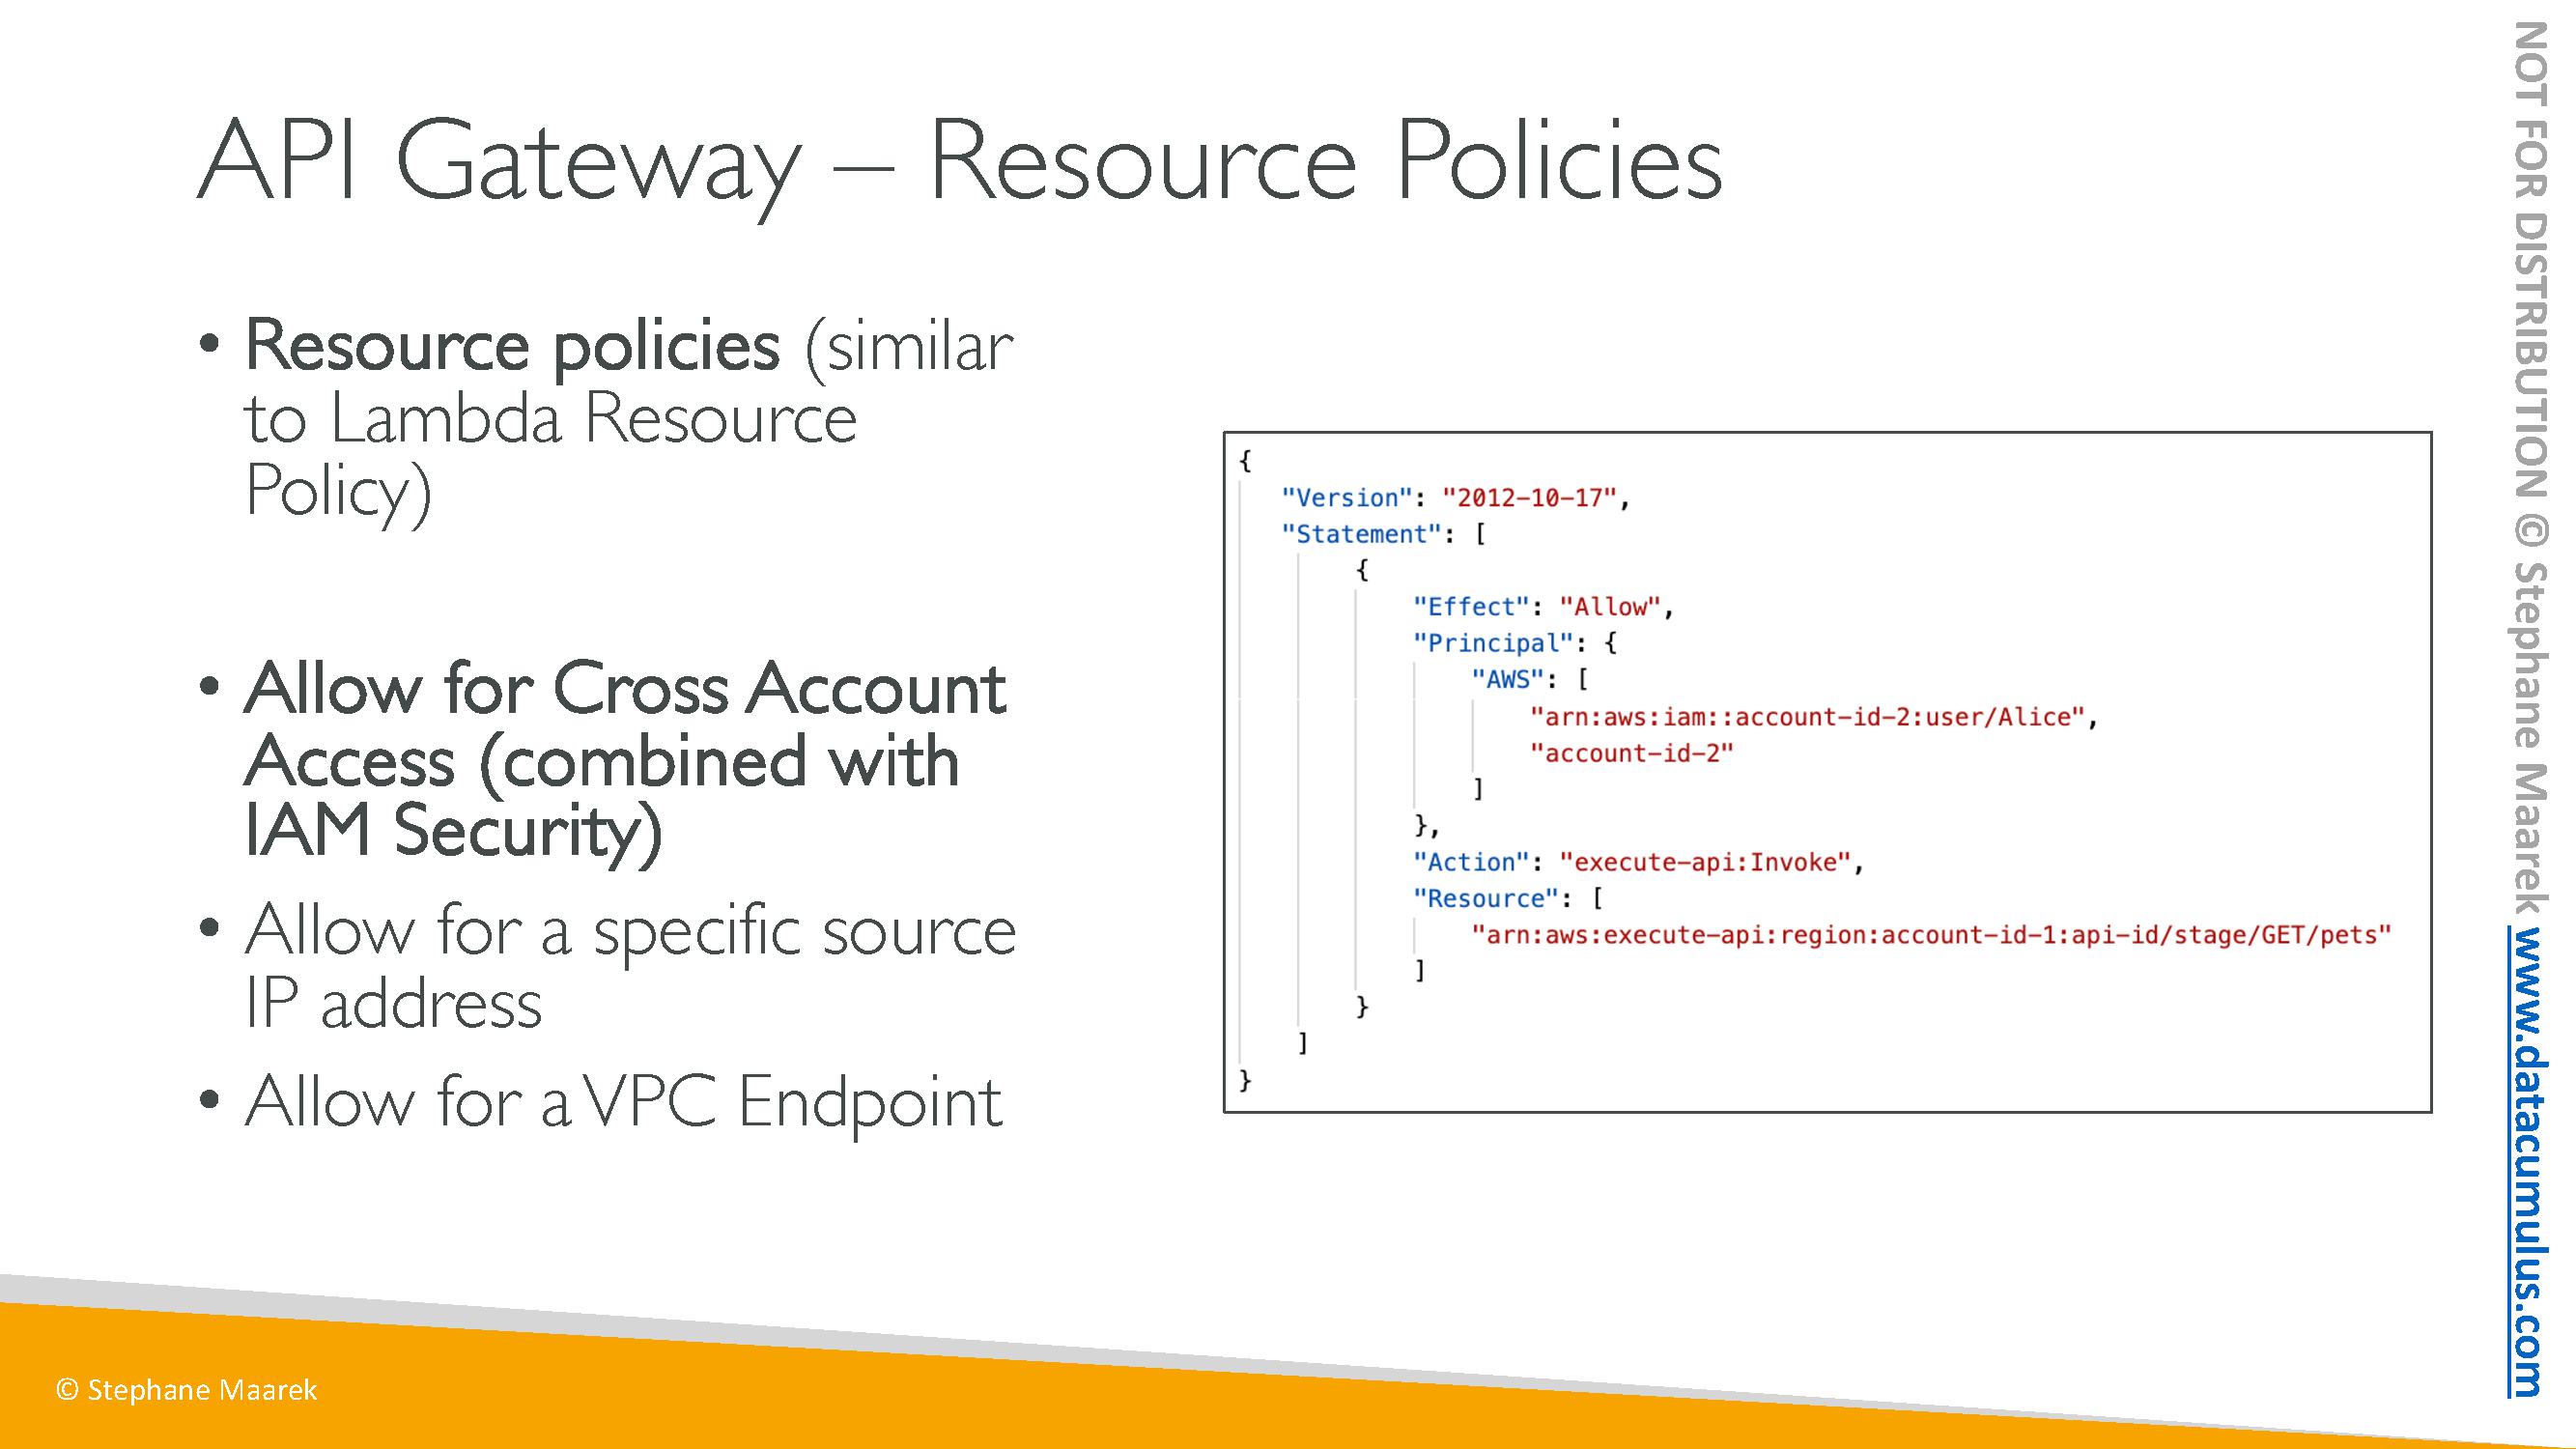 API Gateway – Resource Policies
• Resource policies (similar
to Lambda Resource
Policy)
• Allow for Cross Account
Access (combined with
IAM Security)
• Allow for a specific source
IP address
• Allow for a VPC Endpoint
{
"Version": "2012-10-17",
"Statement": [
{
"Effect": "Allow",
"Principal": {
"AWS": [
"arn:aws:iam::account-id-2:user/Alice",
"account-id-2"
]
},
"Action": "execute-api:Invoke",
"Resource": [
"arn:aws:execute-api:region:account-id-1:api-id/stage/GET/pets"
]
}
]
}
© Stephane Maarek
NOT FOR DISTRIBUTION © Stephane Maarek www.datacumulus.com